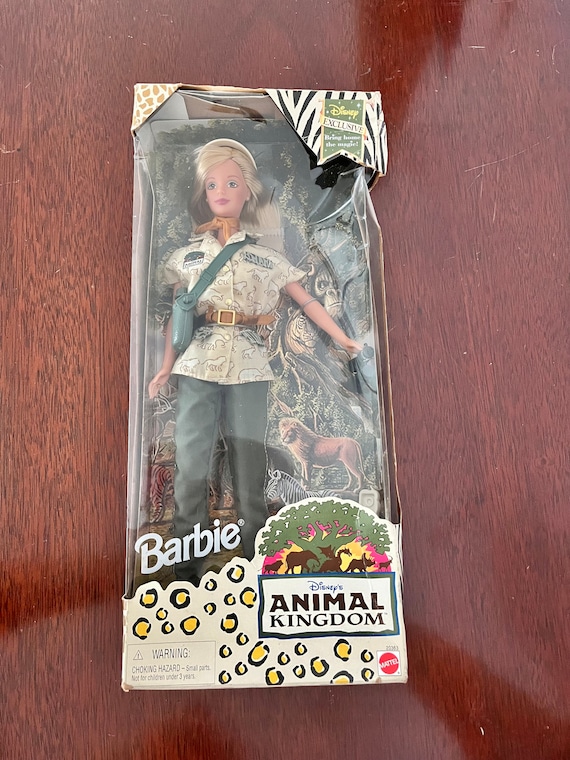 Disney
EXCLUSIVE
Bring home
the magic!
Barbie®
Disney's
ANIMAL
KINGDOM
⚠ WARNING:
CHOKING HAZARD – Small parts.
Not for children under 3 years.
MATTEL